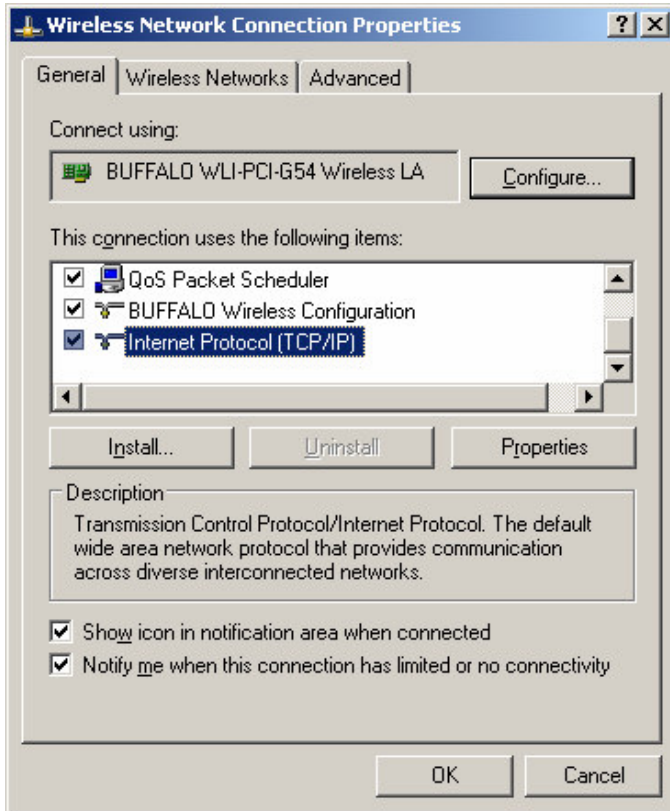 Wireless Network Connection Properties
General Wireless Networks Advanced
Connect using:
BUFFALO WLI-PCI-G54 Wireless LA
Configure...
This connection uses the following items:
QoS Packet Scheduler
BUFFALO Wireless Configuration
Internet Protocol (TCP/IP)
Install... Uninstall Properties
Description
Transmission Control Protocol/Internet Protocol. The default
wide area network protocol that provides communication
across diverse interconnected networks.
Show icon in notification area when connected
Notify me when this connection has limited or no connectivity
OK Cancel